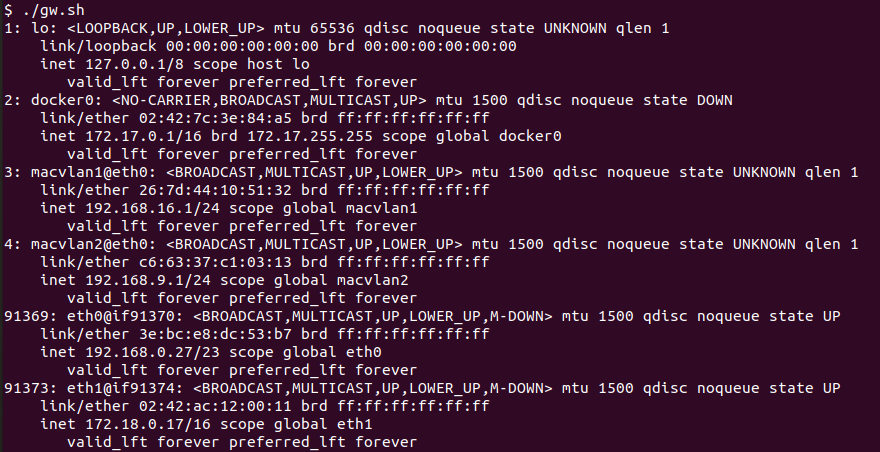 $ ./gw.sh
1: lo: <LOOPBACK,UP,LOWER_UP> mtu 65536 qdisc noqueue state UNKNOWN qlen 1
    link/loopback 00:00:00:00:00:00 brd 00:00:00:00:00:00
    inet 127.0.0.1/8 scope host lo
       valid_lft forever preferred_lft forever
2: docker0: <NO-CARRIER,BROADCAST,MULTICAST,UP> mtu 1500 qdisc noqueue state DOWN
    link/ether 02:42:7c:3e:84:a5 brd ff:ff:ff:ff:ff:ff
    inet 172.17.0.1/16 brd 172.17.255.255 scope global docker0
       valid_lft forever preferred_lft forever
3: macvlan1@eth0: <BROADCAST,MULTICAST,UP,LOWER_UP> mtu 1500 qdisc noqueue state UNKNOWN qlen 1
    link/ether 26:7d:44:10:51:32 brd ff:ff:ff:ff:ff:ff
    inet 192.168.16.1/24 scope global macvlan1
       valid_lft forever preferred_lft forever
4: macvlan2@eth0: <BROADCAST,MULTICAST,UP,LOWER_UP> mtu 1500 qdisc noqueue state UNKNOWN qlen 1
    link/ether c6:63:37:c1:03:13 brd ff:ff:ff:ff:ff:ff
    inet 192.168.9.1/24 scope global macvlan2
       valid_lft forever preferred_lft forever
91369: eth0@if91370: <BROADCAST,MULTICAST,UP,LOWER_UP,M-DOWN> mtu 1500 qdisc noqueue state UP
    link/ether 3e:bc:e8:dc:53:b7 brd ff:ff:ff:ff:ff:ff
    inet 192.168.0.27/23 scope global eth0
       valid_lft forever preferred_lft forever
91373: eth1@if91374: <BROADCAST,MULTICAST,UP,LOWER_UP,M-DOWN> mtu 1500 qdisc noqueue state UP
    link/ether 02:42:ac:12:00:11 brd ff:ff:ff:ff:ff:ff
    inet 172.18.0.17/16 scope global eth1
       valid_lft forever preferred_lft forever